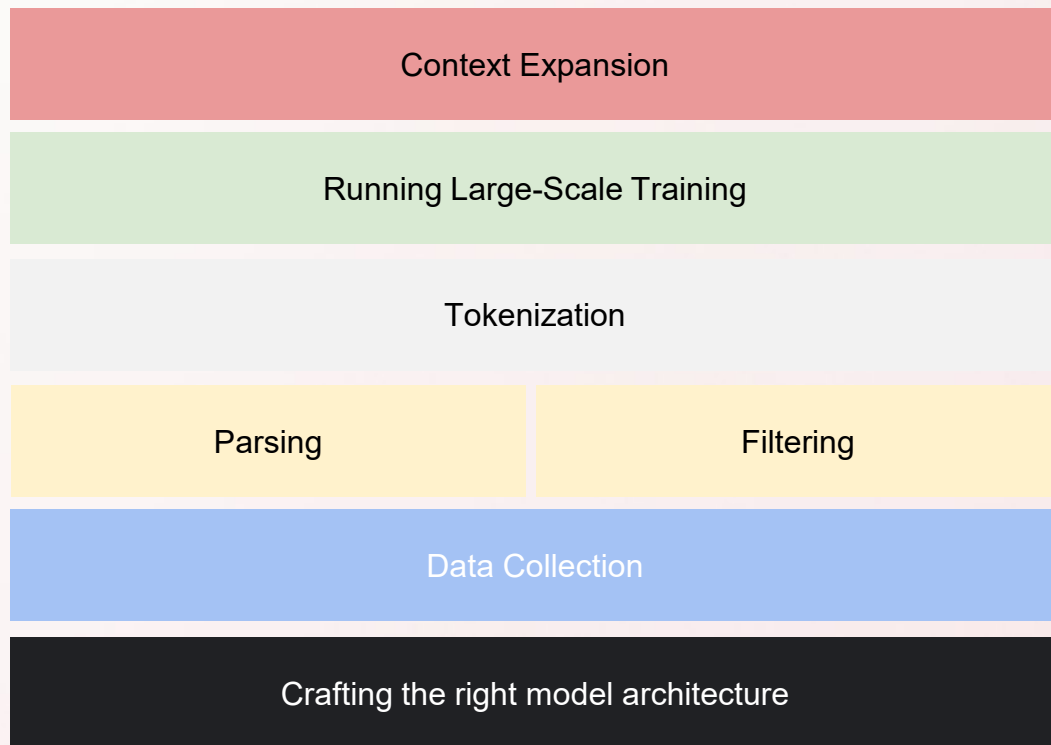 Context Expansion
Running Large-Scale Training
Tokenization
Parsing
Filtering
Data Collection
Crafting the right model architecture